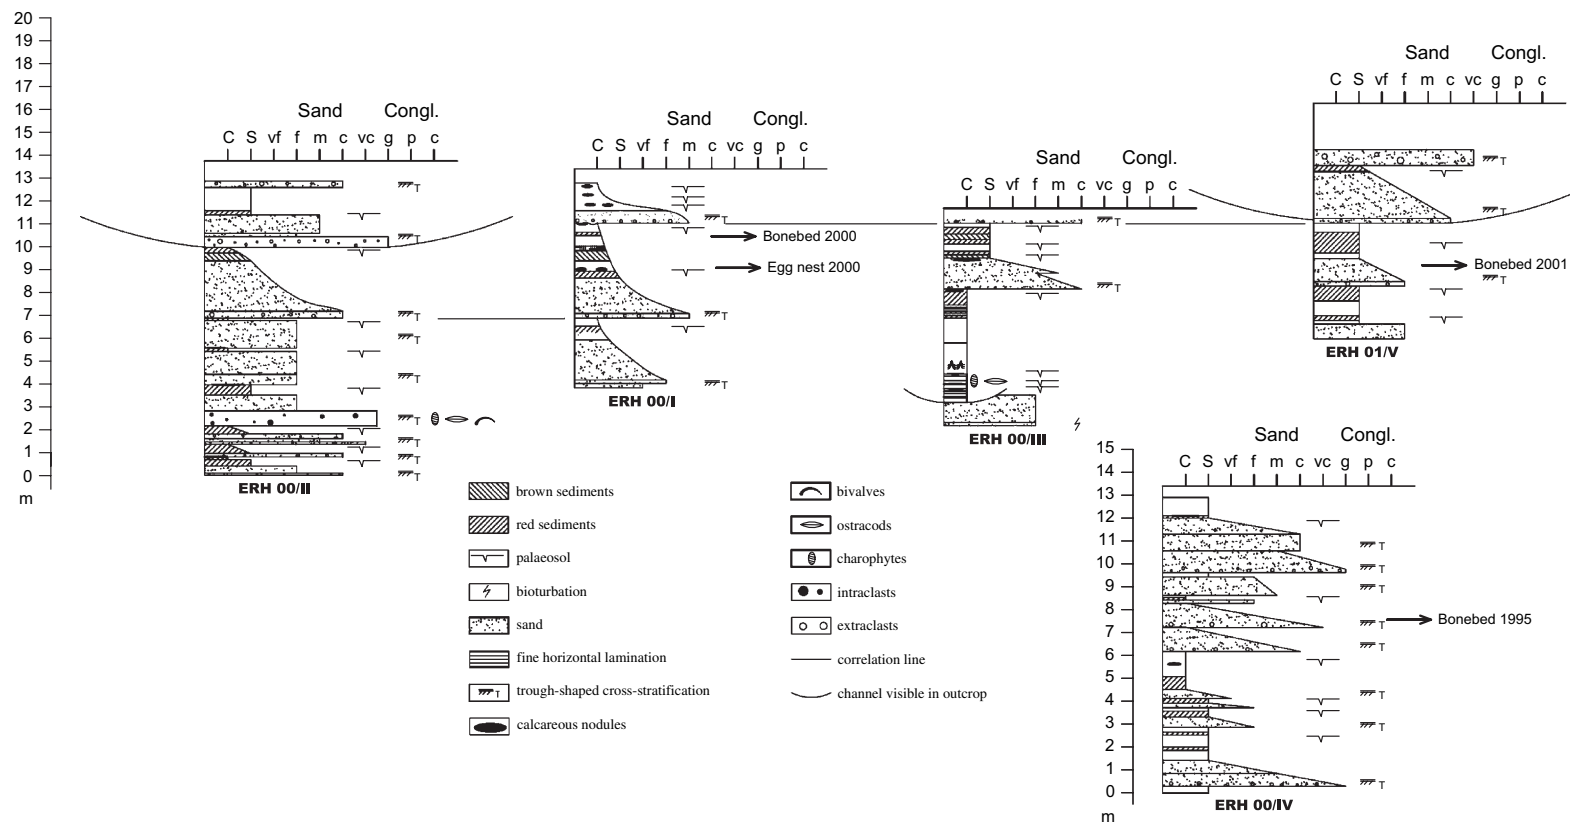 20
19
18
17
16
15
14
13
12
11
10
9
8
7
6
5
4
3
2
1
0
m
Sand Congl.
C S vf f m c vc g p c
T
T
T
T
T
T
T
T
T
ERH 00/II
Sand Congl.
C S vf f m c vc g p c
T
Bonebed 2000
Egg nest 2000
T
T
ERH 00/I
Sand Congl.
C S vf f m c vc g p c
T
T
ERH 00/III
Sand Congl.
C S vf f m c vc g p c
T
T
Bonebed 2001
T
ERH 01/V
brown sediments
red sediments
palaeosol
bioturbation
sand
fine horizontal lamination
T trough-shaped cross-stratification
calcareous nodules
bivalves
ostracods
charophytes
intraclasts
extraclasts
correlation line
channel visible in outcrop
15
14
13
12
11
10
9
8
7
6
5
4
3
2
1
0
m
Sand Congl.
C S vf f m c vc g p c
T
T
T
T Bonebed 1995
T
T
T
T
ERH 00/IV